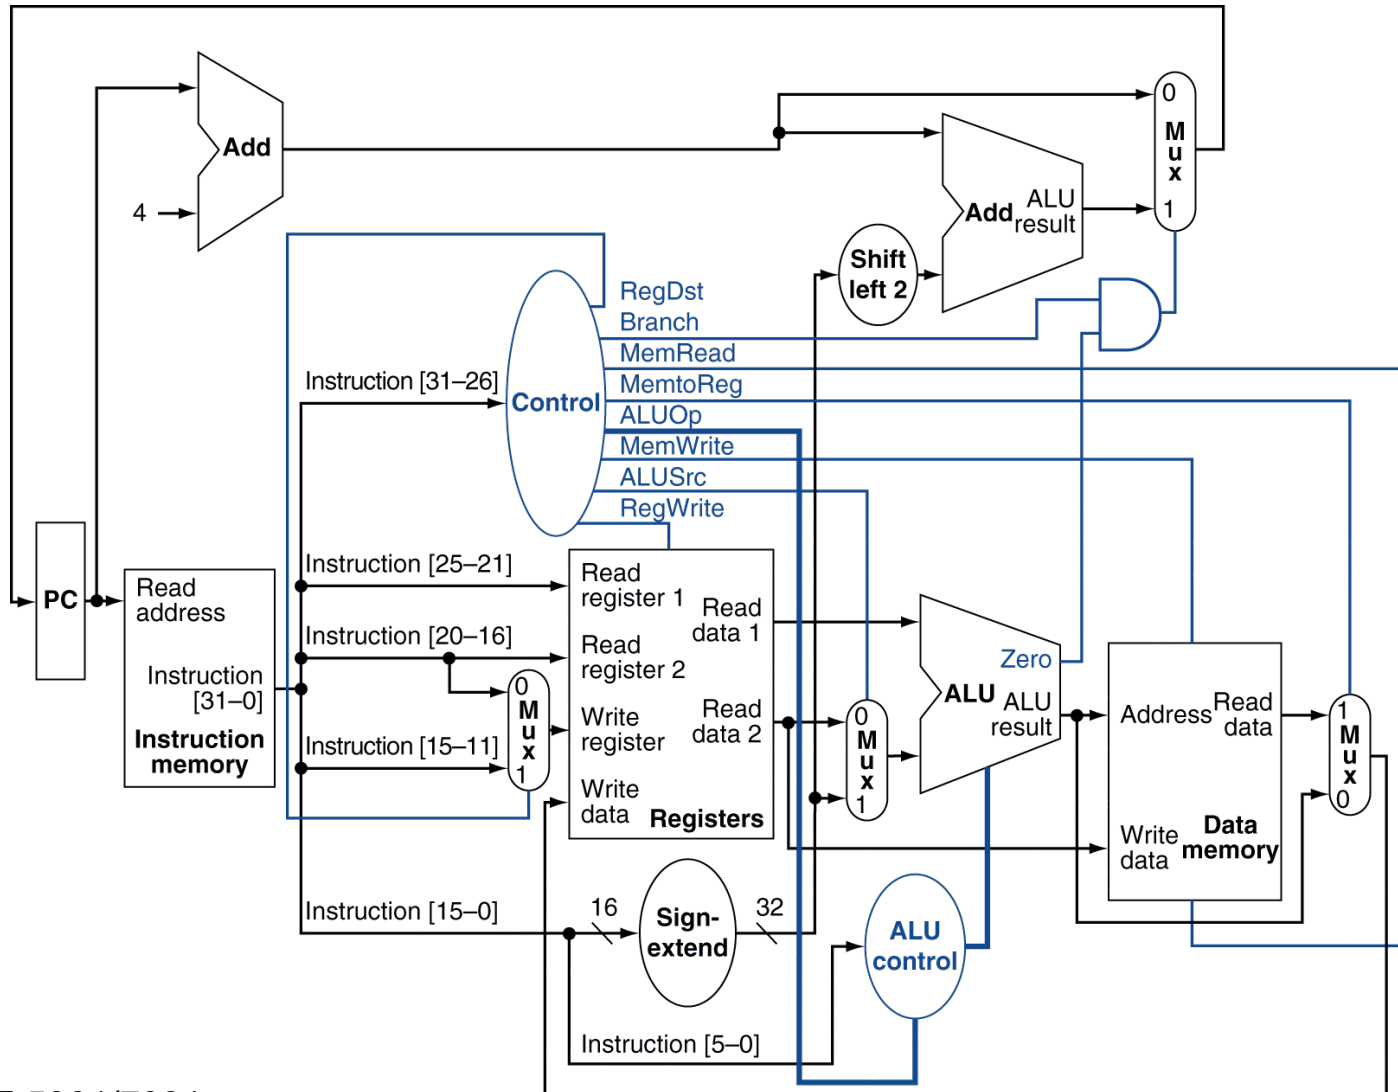 0
M
u
x
1
Add
4
Add
ALU
result
Shift
left 2
RegDst
Branch
MemRead
MemtoReg
ALUOp
MemWrite
ALUSrc
RegWrite
Control
Instruction [31–26]
Instruction [25–21]
Instruction [20–16]
Instruction [15–11]
Instruction [15–0]
Instruction [5–0]
PC
Read
address
Instruction
[31–0]
Instruction
memory
0
M
u
x
1
Read
register 1
Read
register 2
Write
register
Write
data
Read
data 1
Read
data 2
Registers
0
M
u
x
1
Zero
ALU
ALU
result
Address
Read
data
Write
data
Data
memory
1
M
u
x
0
16
Sign-
extend
32
ALU
control